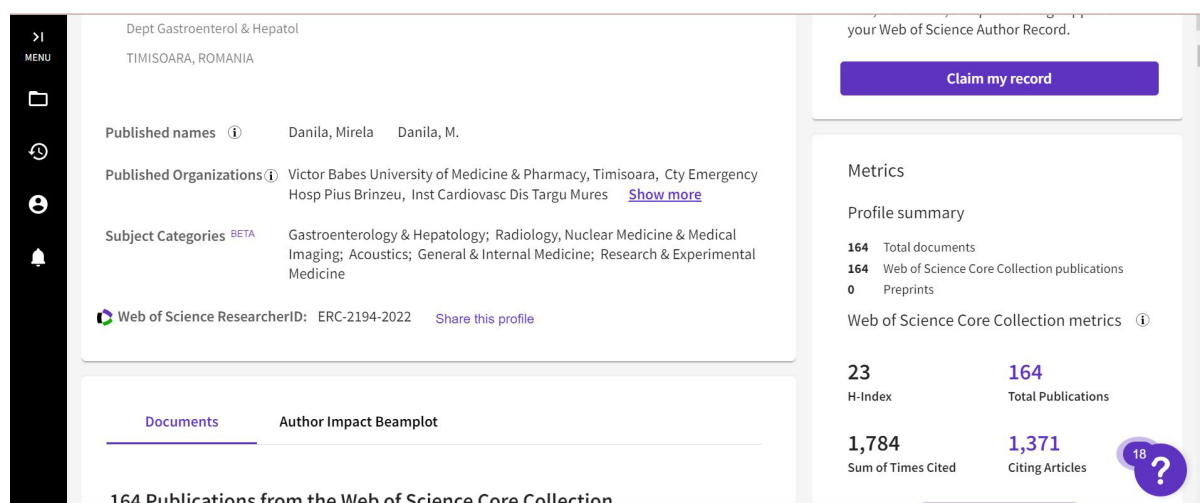 Dept Gastroenterol & Hepatol
TIMISOARA, ROMANIA
MENU
Published names
Danila, Mirela Danila, M.
Published Organizations
Victor Babes University of Medicine & Pharmacy, Timisoara, Cty Emergency
Hosp Pius Brinzeu, Inst Cardiovasc Dis Targu Mures Show more
Subject Categories BETA
Gastroenterology & Hepatology; Radiology, Nuclear Medicine & Medical
Imaging; Acoustics; General & Internal Medicine; Research & Experimental
Medicine
Web of Science ResearcherID: ERC-2194-2022 Share this profile
Documents Author Impact Beamplot
164 Publications from the Web of Science Core Collection
your Web of Science Author Record.
Claim my record
Metrics
Profile summary
164 Total documents
164 Web of Science Core Collection publications
0 Preprints
Web of Science Core Collection metrics
23 164
H-Index Total Publications
1,784 1,371
Sum of Times Cited Citing Articles
18
?